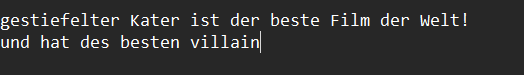 gestiefelter Kater ist der beste Film der Welt!
und hat des besten villain